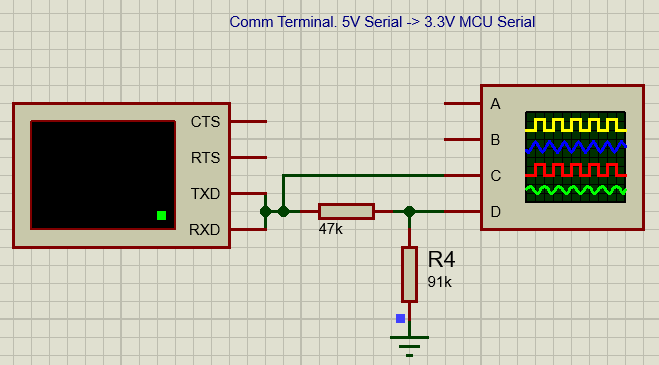 Comm Terminal. 5V Serial -> 3.3V MCU Serial
CTS
RTS
TXD
RXD
A
B
C
D
47k
R4
91k